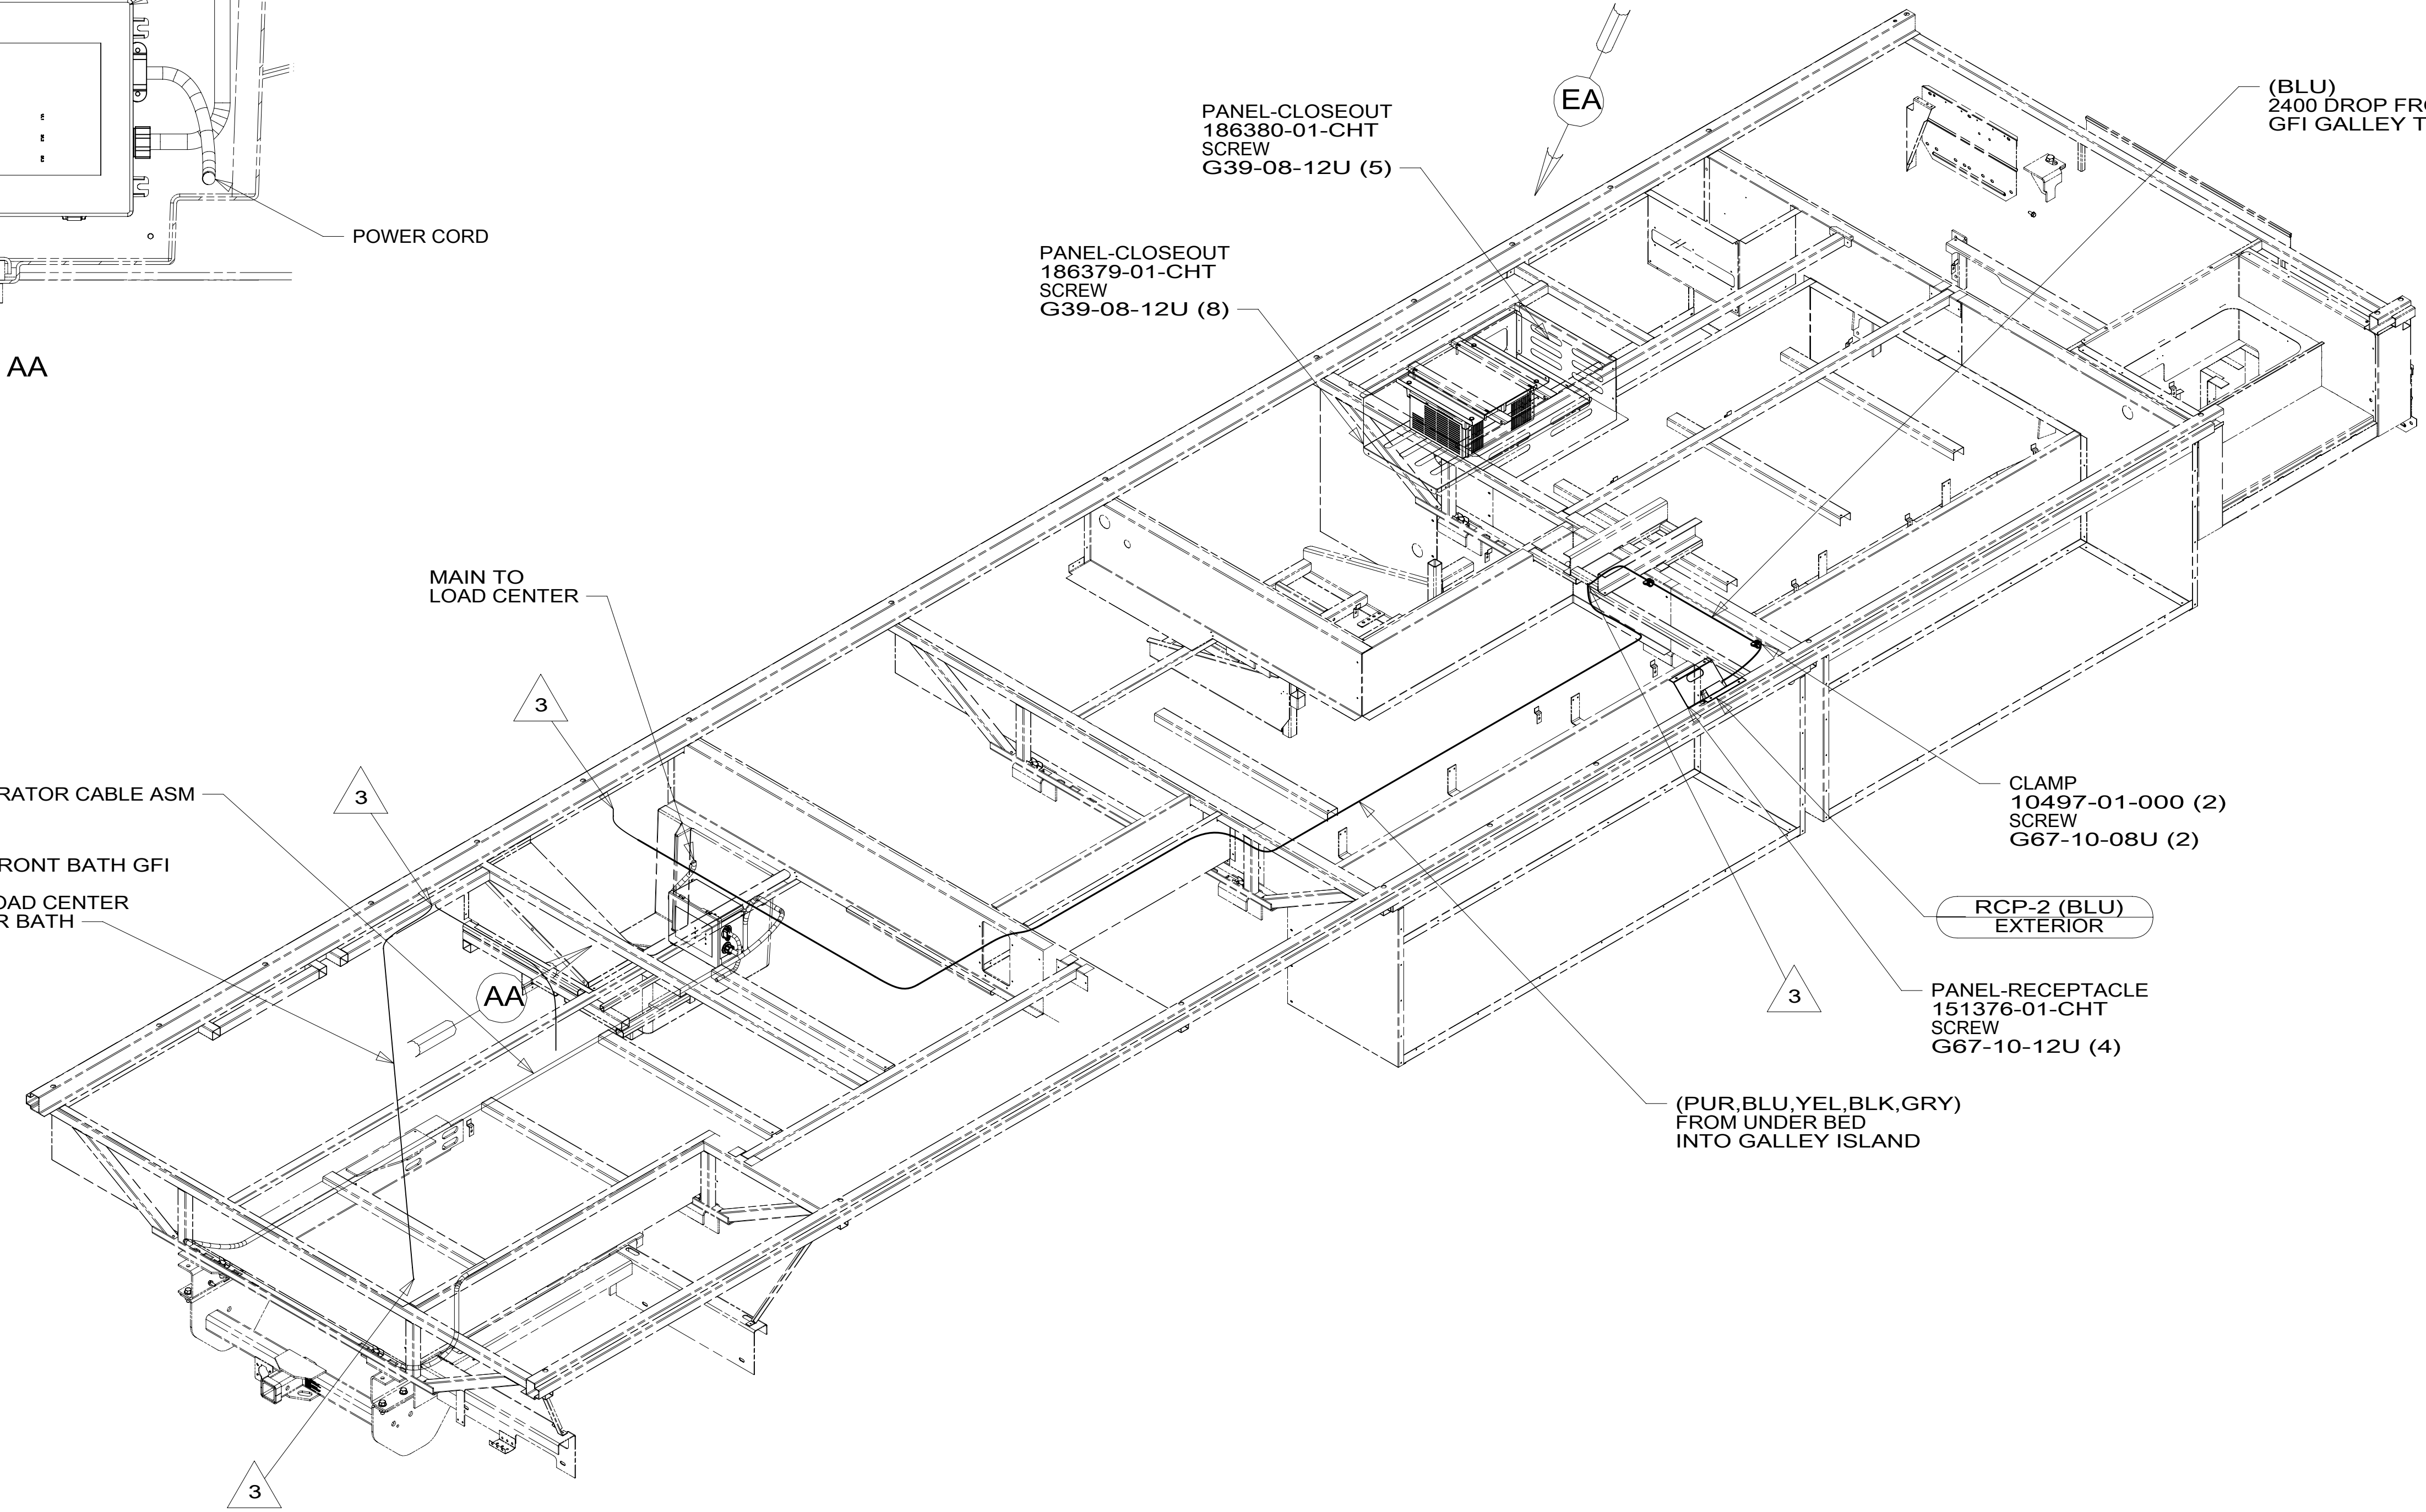 POWER CORD
AA
PANEL-CLOSEOUT
186380-01-CHT
SCREW
G39-08-12U (5)
EA
(BLU)
2400 DROP FRO
GFI GALLEY T
PANEL-CLOSEOUT
186379-01-CHT
SCREW
G39-08-12U (8)
MAIN TO
LOAD CENTER
3
3
RATOR CABLE ASM
RONT BATH GFI
OAD CENTER
R BATH
AA
CLAMP
10497-01-000 (2)
SCREW
G67-10-08U (2)
RCP-2 (BLU)
EXTERIOR
3
PANEL-RECEPTACLE
151376-01-CHT
SCREW
G67-10-12U (4)
(PUR,BLU,YEL,BLK,GRY)
FROM UNDER BED
INTO GALLEY ISLAND
3